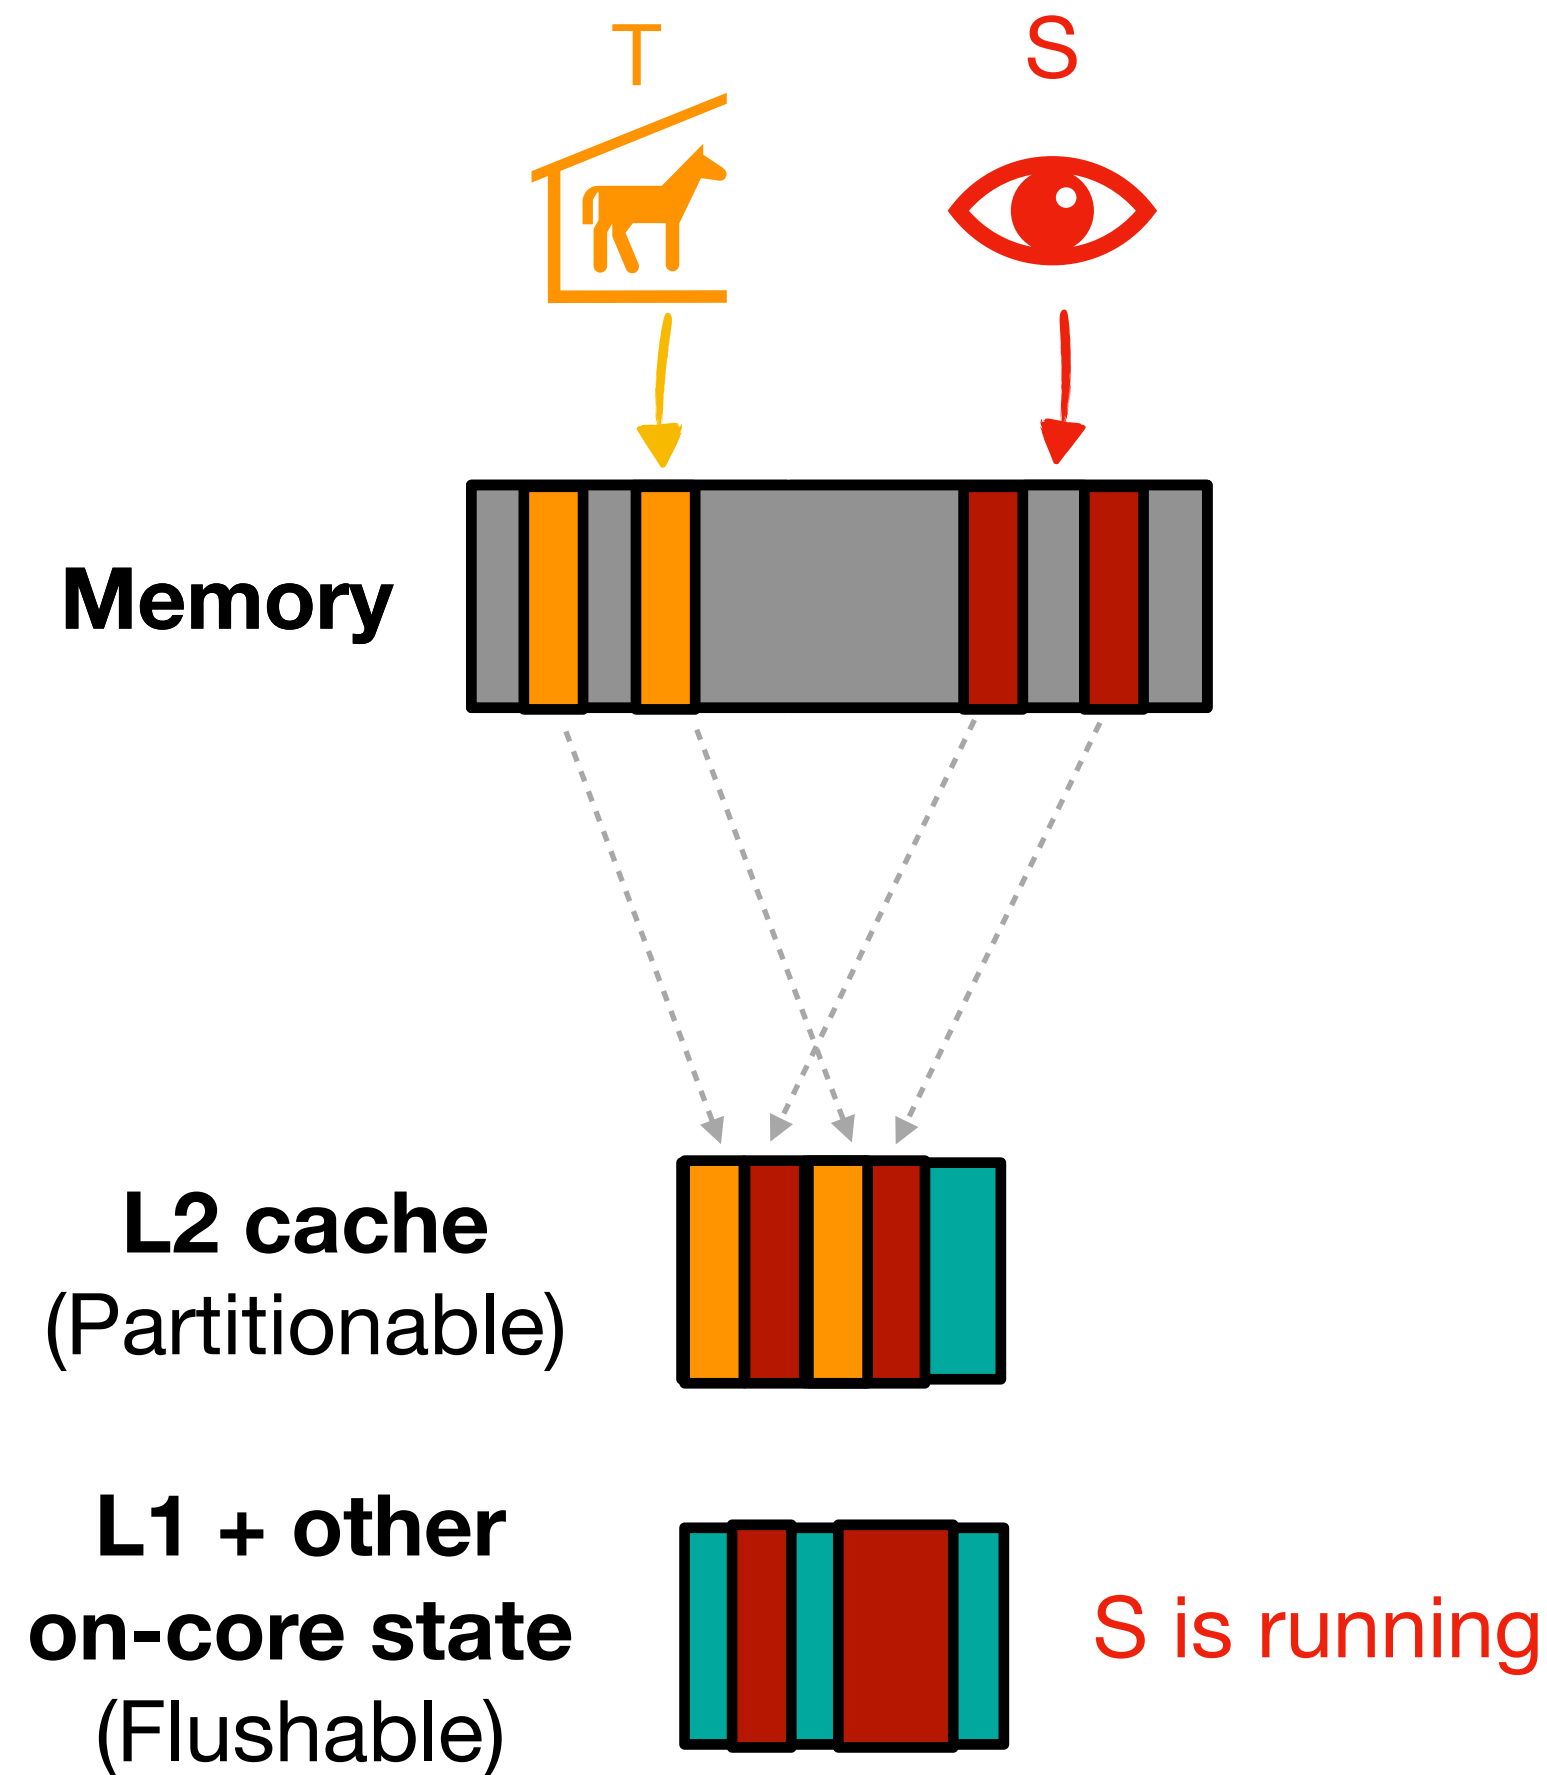 T
S
Memory
L2 cache
(Partitionable)
L1 + other
on-core state
(Flushable)
S is running